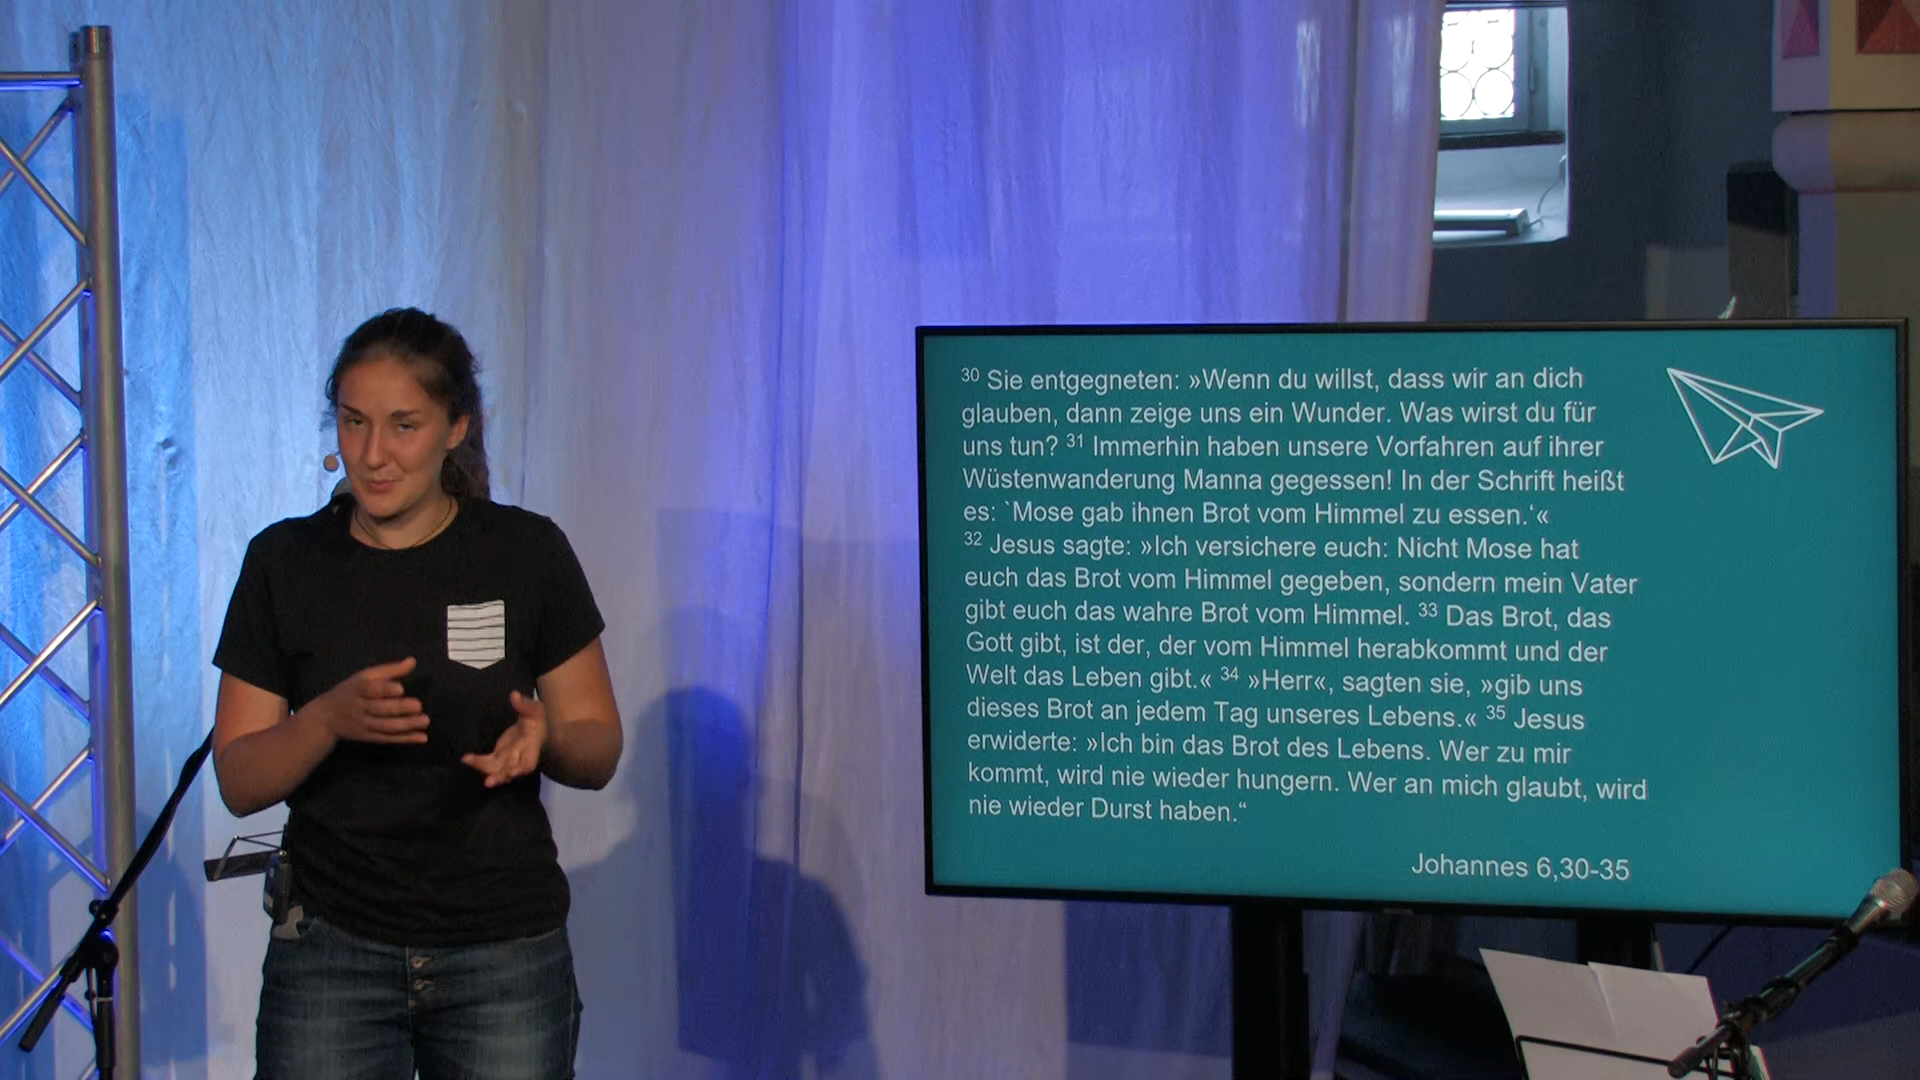 ³⁰ Sie entgegneten: »Wenn du willst, dass wir an dich
glauben, dann zeige uns ein Wunder. Was wirst du für
uns tun? ³¹ Immerhin haben unsere Vorfahren auf ihrer
Wüstenwanderung Manna gegessen! In der Schrift heißt
es: `Mose gab ihnen Brot vom Himmel zu essen.‘«
³² Jesus sagte: »Ich versichere euch: Nicht Mose hat
euch das Brot vom Himmel gegeben, sondern mein Vater
gibt euch das wahre Brot vom Himmel. ³³ Das Brot, das
Gott gibt, ist der, der vom Himmel herabkommt und der
Welt das Leben gibt.« ³⁴ »Herr«, sagten sie, »gib uns
dieses Brot an jedem Tag unseres Lebens.« ³⁵ Jesus
erwiderte: »Ich bin das Brot des Lebens. Wer zu mir
kommt, wird nie wieder hungern. Wer an mich glaubt, wird
nie wieder Durst haben.“
Johannes 6,30-35